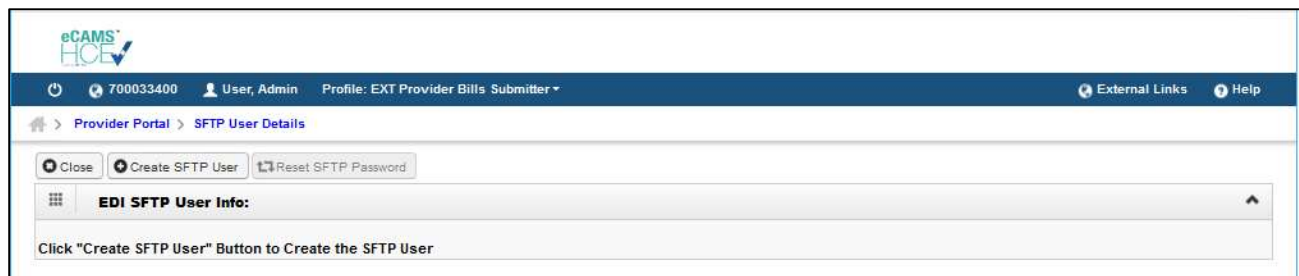 eCAMS
HCE
700033400 User, Admin Profile: EXT Provider Bills Submitter External Links Help
> Provider Portal > SFTP User Details
Close Create SFTP User Reset SFTP Password
EDI SFTP User Info:
Click "Create SFTP User" Button to Create the SFTP User